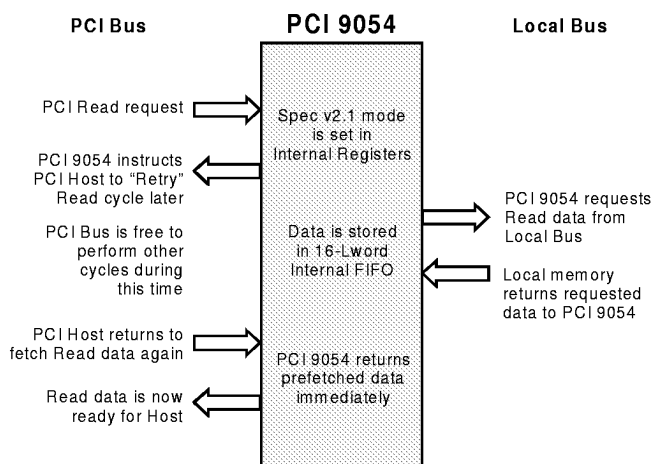 PCI Bus
PCI 9054
Local Bus
PCI Read request
Spec v2.1 mode
is set in
Internal Registers
PCI 9054 instructs
PCI Host to “Retry”
Read cycle later
PCI 9054 requests
Read data from
Local Bus
PCI Bus is free to
perform other
cycles during
this time
Data is stored
in 16-Lword
Internal FIFO
Local memory
returns requested
data to PCI 9054
PCI Host returns to
fetch Read data again
PCI 9054 returns
prefetched data
immediately
Read data is now
ready for Host